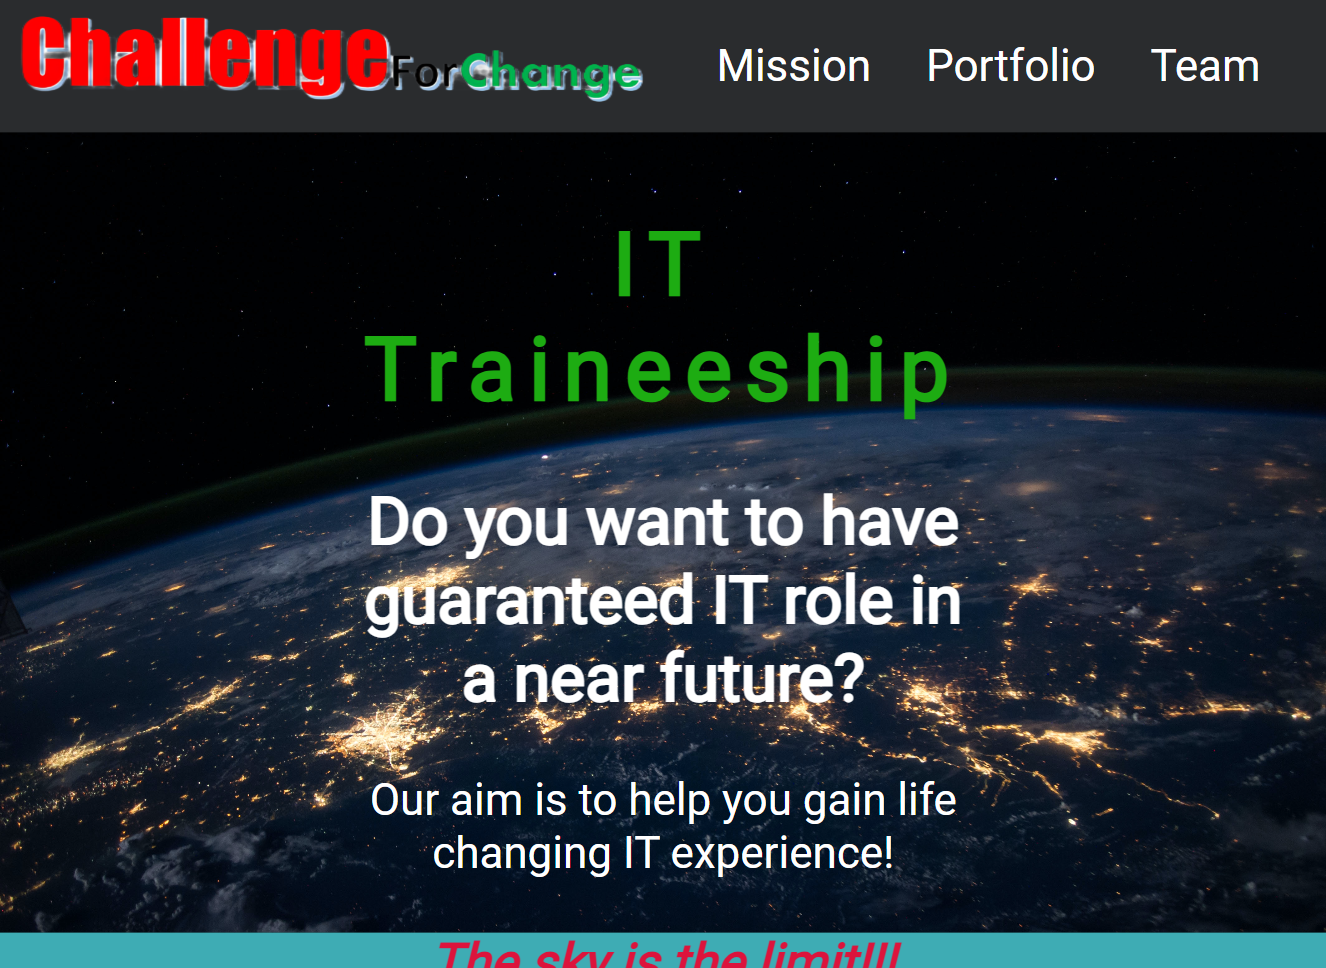 ChallengeForChange
Mission Portfolio Team
IT
Traineeship
Do you want to have
guaranteed IT role in
a near future?
Our aim is to help you gain life
changing IT experience!
The sky is the limit!!!